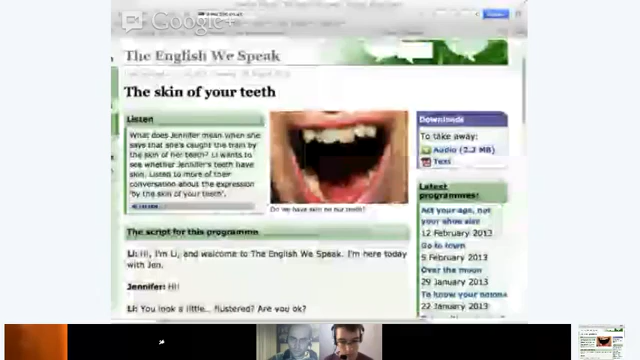 Google+
The English We Speak
The skin of your teeth
Listen
What does Jennifer mean when she
says that she's caught the train by
the skin of her teeth? Li wants to
see whether Jennifer's teeth have
skin. Listen to more of their
conversation about the expression
'by the skin of your teeth'.
Do we have skin on our teeth?
Downloads
To take away:
Audio (2.2 MB)
Text
Latest
programmes:
Act your age, not
your shoe size
12 February 2013
Go to town
5 February 2013
Over the moon
29 January 2013
To know your onions
22 January 2013
The script for this programme
Li: Hi, I'm Li, and welcome to The English We Speak. I'm here today
with Jen.
Jennifer: Hi!
Li: You look a little.. flustered? Are you ok?